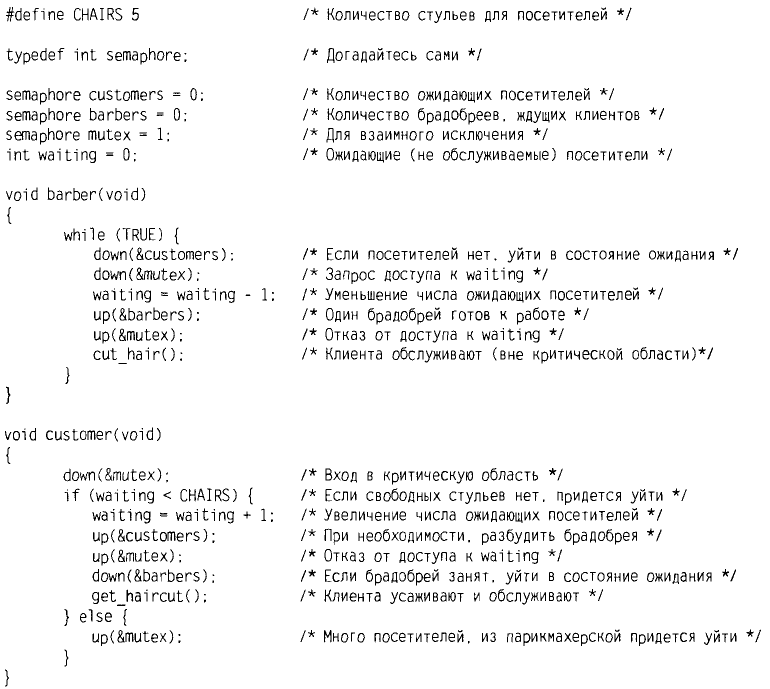 #define CHAIRS 5 /* Количество стульев для посетителей */
typedef int semaphore; /* Догадайтесь сами */
semaphore customers = 0; /* Количество ожидающих посетителей */
semaphore barbers = 0; /* Количество брадобреев, ждущих клиентов */
semaphore mutex = 1; /* Для взаимного исключения */
int waiting = 0; /* Ожидающие (не обслуживаемые) посетители */
void barber(void)
{
while (TRUE) {
down(&customers); /* Если посетителей нет, уйти в состояние ожидания */
down(&mutex); /* Запрос доступа к waiting */
waiting = waiting - 1; /* Уменьшение числа ожидающих посетителей */
up(&barbers); /* Один брадобрей готов к работе */
up(&mutex); /* Отказ от доступа к waiting */
cut_hair(); /* Клиента обслуживают (вне критической области)*/
}
}
void customer(void)
{
down(&mutex); /* Вход в критическую область */
if (waiting < CHAIRS) { /* Если свободных стульев нет, придется уйти */
waiting = waiting + 1; /* Увеличение числа ожидающих посетителей */
up(&customers); /* При необходимости, разбудить брадобрея */
up(&mutex); /* Отказ от доступа к waiting */
down(&barbers); /* Если брадобрей занят, уйти в состояние ожидания */
get_haircut(); /* Клиента усаживают и обслуживают */
} else {
up(&mutex); /* Много посетителей, из парикмахерской придется уйти */
}
}